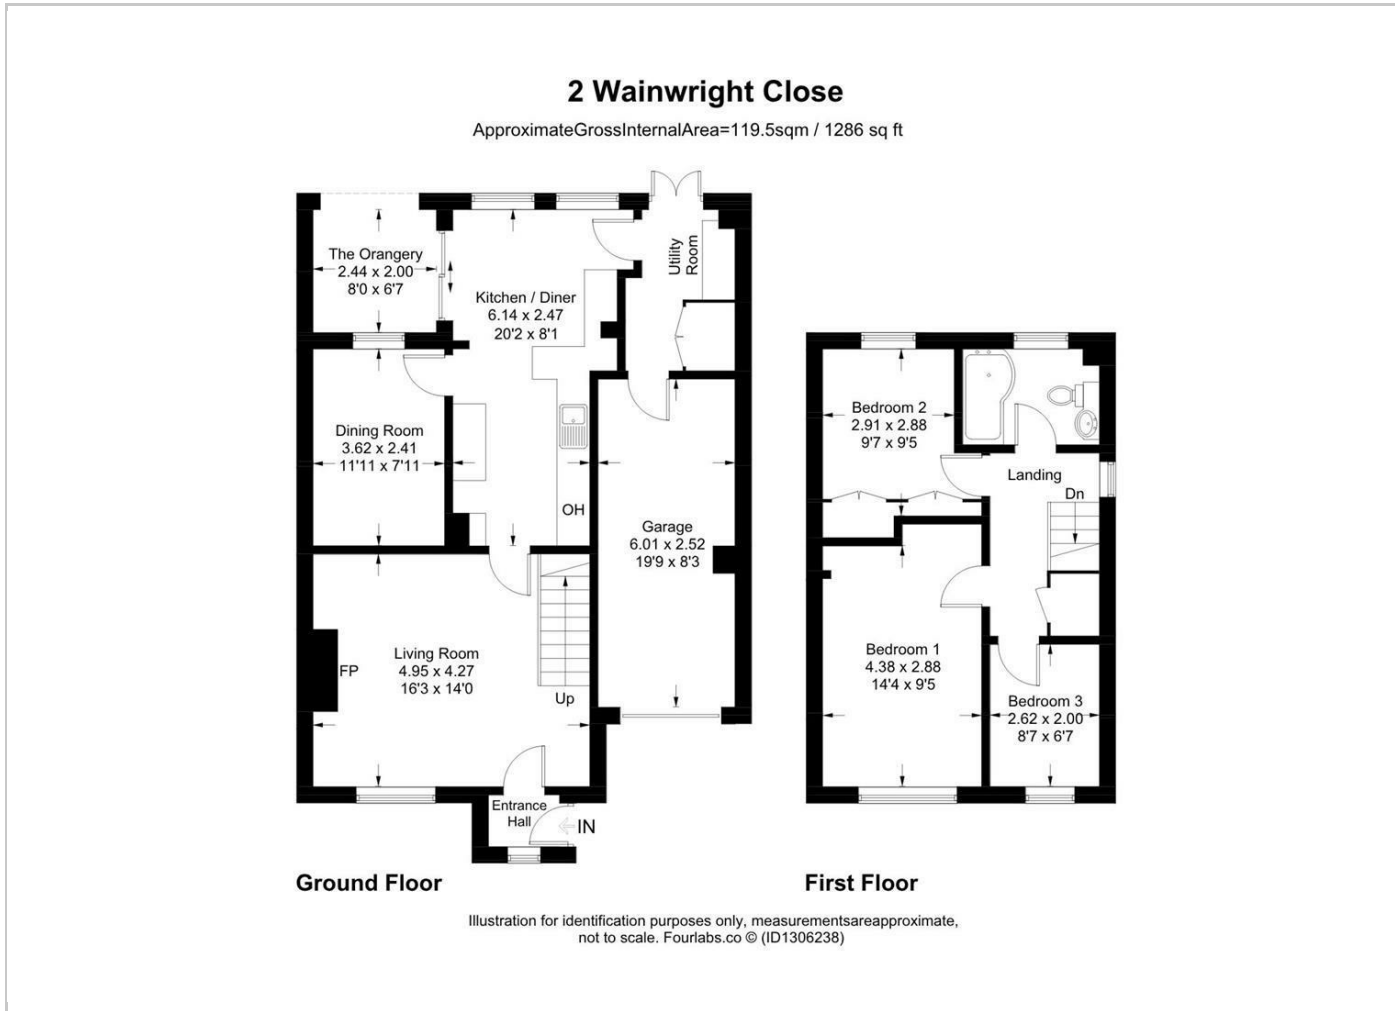 2 Wainwright Close
ApproximateGrossInternalArea=119.5sqm / 1286 sq ft
The Orangery
2.44 x 2.00
8'0 x 6'7
Kitchen / Diner
6.14 x 2.47
20'2 x 8'1
Utility
Room
Dining Room
3.62 x 2.41
11'11 x 7'11
OH
Garage
6.01 x 2.52
19'9 x 8'3
Living Room
4.95 x 4.27
16'3 x 14'0
FP
Up
Entrance
Hall
IN
Ground Floor
Bedroom 2
2.91 x 2.88
9'7 x 9'5
Landing
Dn
Bedroom 1
4.38 x 2.88
14'4 x 9'5
Bedroom 3
2.62 x 2.00
8'7 x 6'7
First Floor
Illustration for identification purposes only, measurementsareapproximate,
not to scale. Fourlabs.co © (ID1306238)